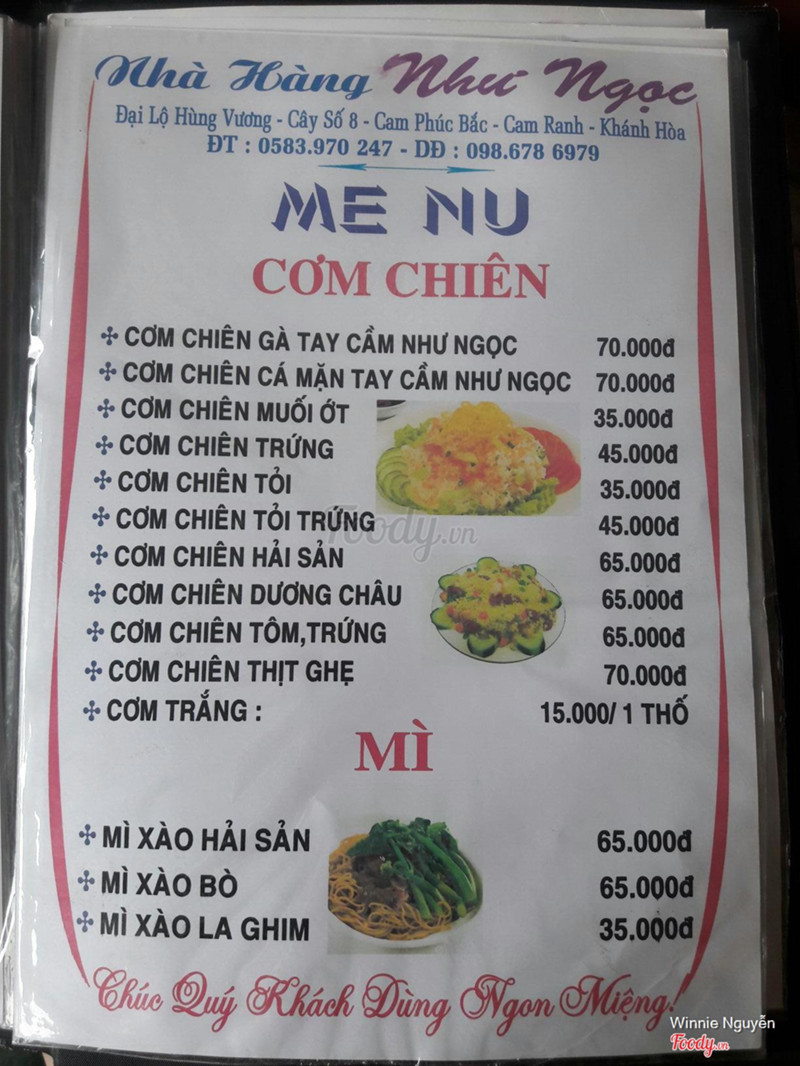 Nhà Hàng Như Ngọc
Đại Lộ Hùng Vương - Cây Số 8 - Cam Phúc Bắc - Cam Ranh - Khánh Hòa
ĐT : 0583.970 247 - DĐ : 098.678 6979
ME NU
CƠM CHIÊN
CƠM CHIÊN GÀ TAY CẦM NHƯ NGỌC 70.000đ
CƠM CHIÊN CÁ MẶN TAY CẦM NHƯ NGỌC 70.000đ
CƠM CHIÊN MUỐI ỚT 35.000đ
CƠM CHIÊN TRỨNG 45.000đ
CƠM CHIÊN TỎI 35.000đ
CƠM CHIÊN TỎI TRỨNG 45.000đ
Foody.vn
CƠM CHIÊN HẢI SẢN 65.000đ
CƠM CHIÊN DƯƠNG CHÂU 65.000đ
CƠM CHIÊN TÔM,TRỨNG 65.000đ
CƠM CHIÊN THỊT GHẸ 70.000đ
CƠM TRẮNG : 15.000/ 1 THỐ
MÌ
MÌ XÀO HẢI SẢN 65.000đ
MÌ XÀO BÒ 65.000đ
MÌ XÀO LA GHIM 35.000đ
Chúc Quý Khách Dùng Ngon Miệng!
Winnie Nguyễn
Foody.vn